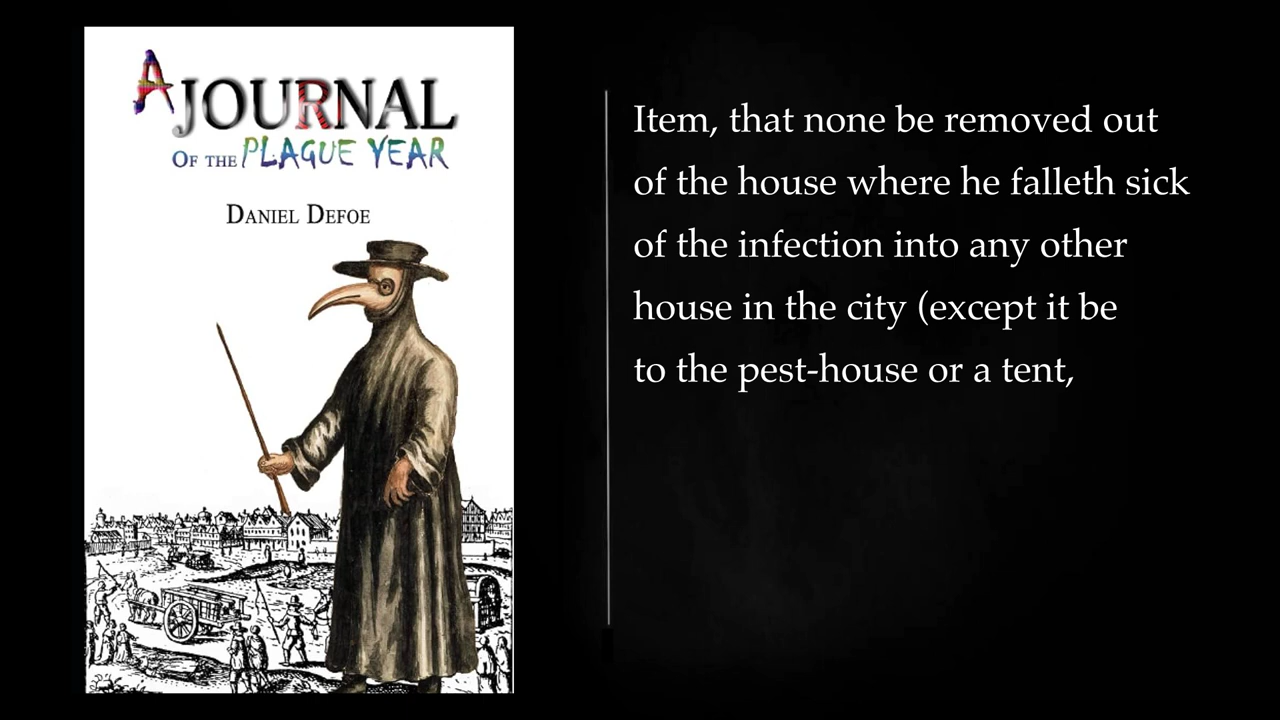 A JOURNAL
OF THE PLAGUE YEAR
DANIEL DEFOE
Item, that none be removed out
of the house where he falleth sick
of the infection into any other
house in the city (except it be
to the pest-house or a tent,